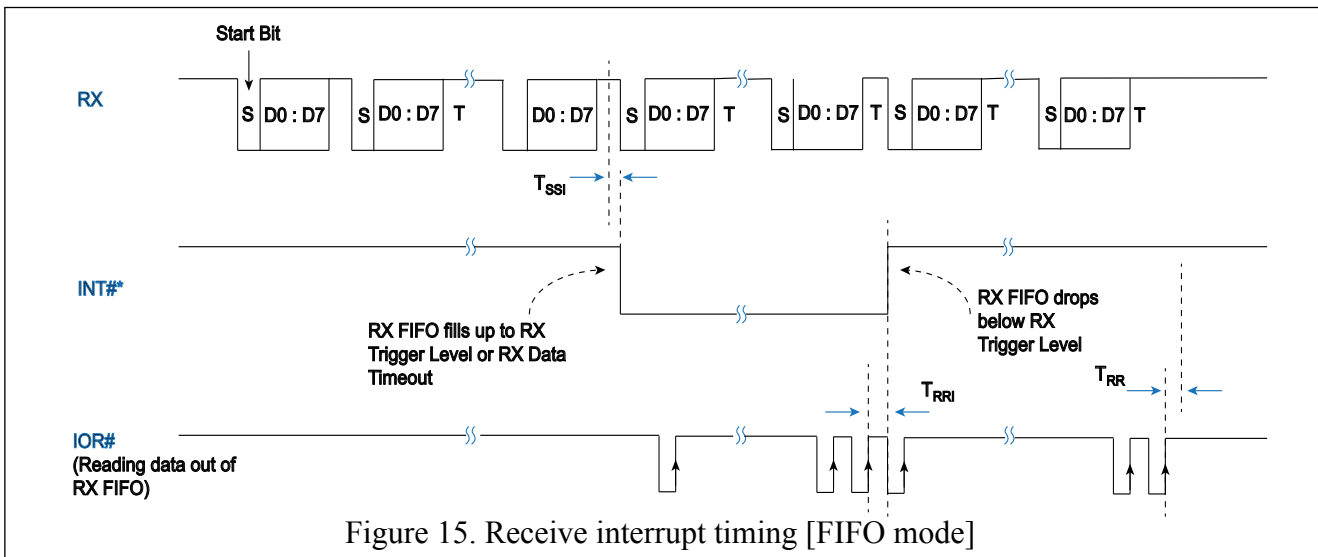 Start Bit
RX
S D0 : D7 S D0 : D7 T D0 : D7 S D0 : D7 T S D0 : D7 T S D0 : D7 T S D0 : D7 T
TSSI
INT#*
RX FIFO fills up to RX
Trigger Level or RX Data
Timeout
RX FIFO drops
below RX
Trigger Level
TRRI
TRR
IOR#
(Reading data out of
RX FIFO)
Figure 15. Receive interrupt timing [FIFO mode]